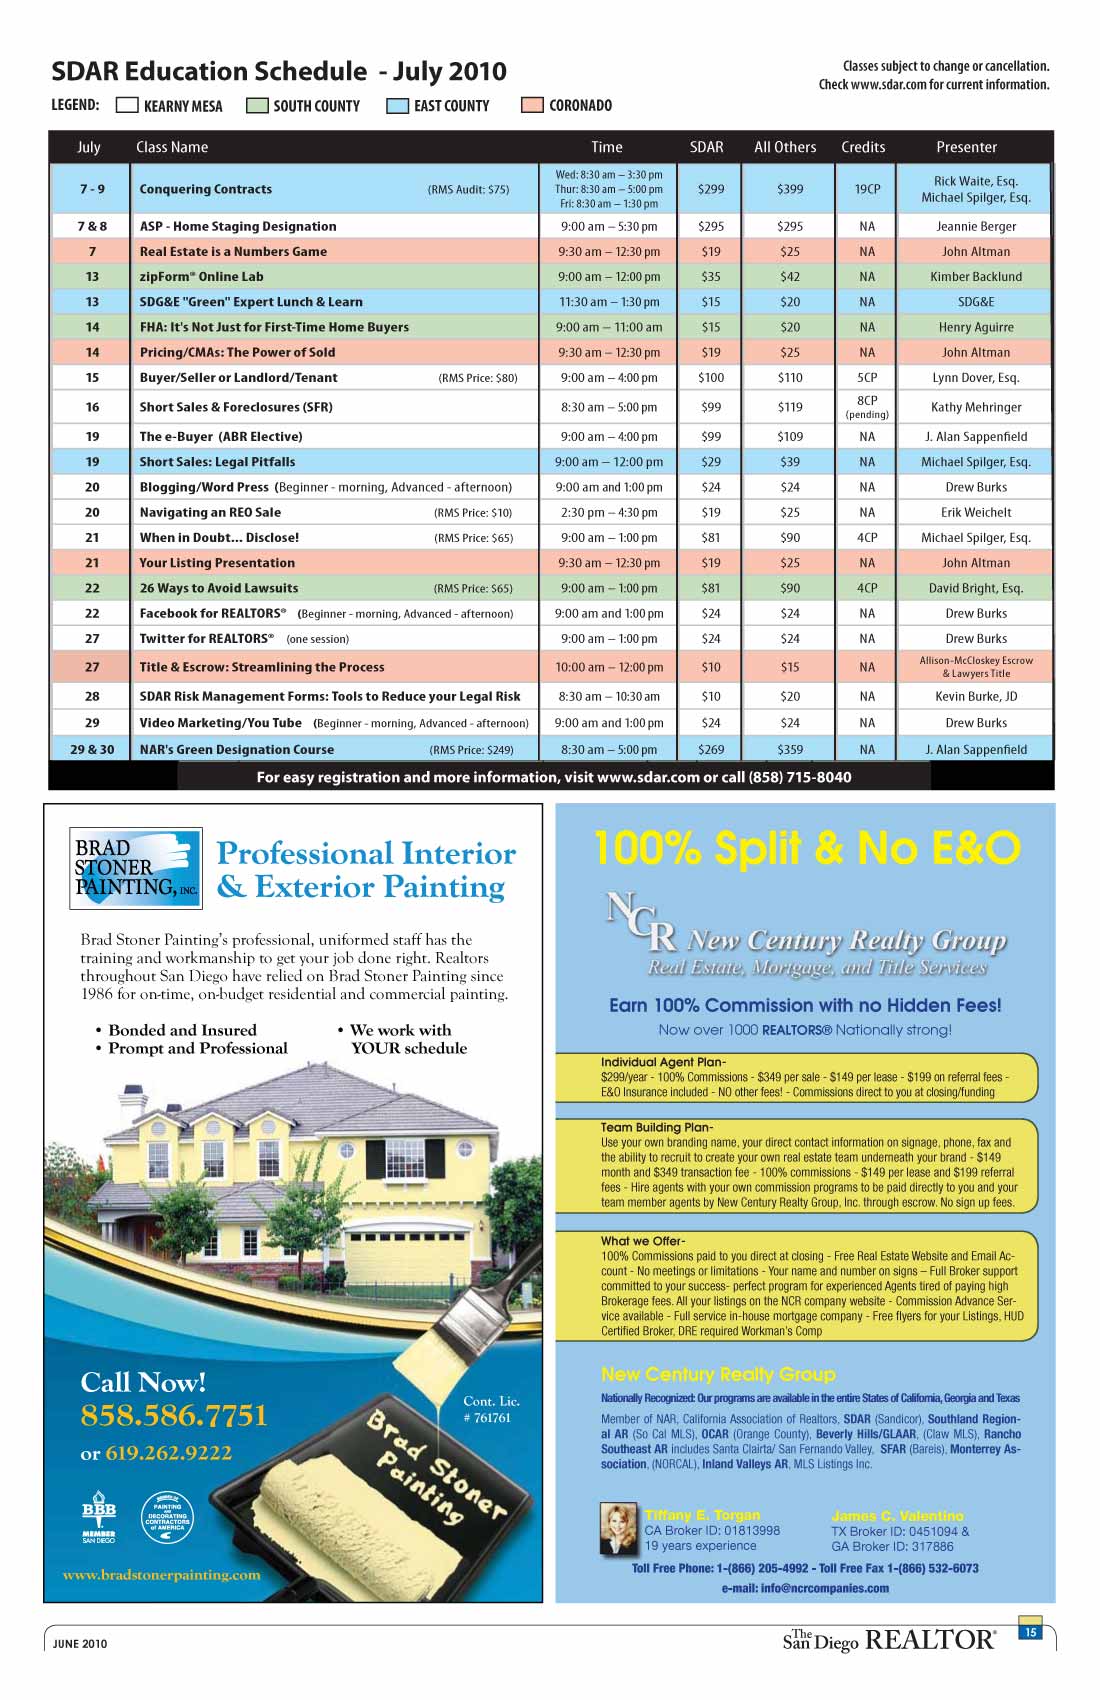 SDAR Education Schedule - July 2010
Classes subject to change or cancellation.
Check www.sdar.com for current information.
LEGEND: KEARNY MESA SOUTH COUNTY EAST COUNTY CORONADO
July Class Name Time SDAR All Others Credits Presenter
7 - 9 Conquering Contracts (RMS Audit: $75) Wed: 8:30 am – 3:30 pm Thur: 8:30 am – 5:00 pm Fri: 8:30 am – 1:30 pm $299 $399 19CP Rick Waite, Esq. Michael Spilger, Esq.
7 & 8 ASP - Home Staging Designation 9:00 am – 5:30 pm $295 $295 NA Jeannie Berger
7 Real Estate is a Numbers Game 9:30 am – 12:30 pm $19 $25 NA John Altman
13 zipForm® Online Lab 9:00 am – 12:00 pm $35 $42 NA Kimber Backlund
13 SDG&E "Green" Expert Lunch & Learn 11:30 am – 1:30 pm $15 $20 NA SDG&E
14 FHA: It's Not Just for First-Time Home Buyers 9:00 am – 11:00 am $15 $20 NA Henry Aguirre
14 Pricing/CMAs: The Power of Sold 9:30 am – 12:30 pm $19 $25 NA John Altman
15 Buyer/Seller or Landlord/Tenant (RMS Price: $80) 9:00 am – 4:00 pm $100 $110 5CP Lynn Dover, Esq.
16 Short Sales & Foreclosures (SFR) 8:30 am – 5:00 pm $99 $119 8CP (pending) Kathy Mehringer
19 The e-Buyer (ABR Elective) 9:00 am – 4:00 pm $99 $109 NA J. Alan Sappenfield
19 Short Sales: Legal Pitfalls 9:00 am – 12:00 pm $29 $39 NA Michael Spilger, Esq.
20 Blogging/Word Press (Beginner - morning, Advanced - afternoon) 9:00 am and 1:00 pm $24 $24 NA Drew Burks
20 Navigating an REO Sale (RMS Price: $10) 2:30 pm – 4:30 pm $19 $25 NA Erik Weichelt
21 When in Doubt... Disclose! (RMS Price: $65) 9:00 am – 1:00 pm $81 $90 4CP Michael Spilger, Esq.
21 Your Listing Presentation 9:30 am – 12:30 pm $19 $25 NA John Altman
22 26 Ways to Avoid Lawsuits (RMS Price: $65) 9:00 am – 1:00 pm $81 $90 4CP David Bright, Esq.
22 Facebook for REALTORS® (Beginner - morning, Advanced - afternoon) 9:00 am and 1:00 pm $24 $24 NA Drew Burks
27 Twitter for REALTORS® (one session) 9:00 am – 1:00 pm $24 $24 NA Drew Burks
27 Title & Escrow: Streamlining the Process 10:00 am – 12:00 pm $10 $15 NA Allison-McCloskey Escrow & Lawyers Title
28 SDAR Risk Management Forms: Tools to Reduce your Legal Risk 8:30 am – 10:30 am $10 $20 NA Kevin Burke, JD
29 Video Marketing/You Tube (Beginner - morning, Advanced - afternoon) 9:00 am and 1:00 pm $24 $24 NA Drew Burks
29 & 30 NAR's Green Designation Course (RMS Price: $249) 8:30 am – 5:00 pm $269 $359 NA J. Alan Sappenfield
For easy registration and more information, visit www.sdar.com or call (858) 715-8040
BRAD
STONER
PAINTING, INC.
Professional Interior
& Exterior Painting
Brad Stoner Painting's professional, uniformed staff has the
training and workmanship to get your job done right. Realtors
throughout San Diego have relied on Brad Stoner Painting since
1986 for on-time, on-budget residential and commercial painting.
• Bonded and Insured
• Prompt and Professional
• We work with
YOUR schedule
Call Now!
858.586.7751
or 619.262.9222
Cont. Lic.
# 761761
Brad Stoner
Painting
BBB
MEMBER
SAN DIEGO
MEMBER OF
PAINTING
AND
DECORATING
CONTRACTORS
of AMERICA
www.bradstonerpainting.com
100% Split & No E&O
NCR New Century Realty Group
Real Estate, Mortgage, and Title Services
Earn 100% Commission with no Hidden Fees!
Now over 1000 REALTORS® Nationally strong!
Individual Agent Plan-
$299/year - 100% Commissions - $349 per sale - $149 per lease - $199 on referral fees -
E&O Insurance included - NO other fees! - Commissions direct to you at closing/funding
Team Building Plan-
Use your own branding name, your direct contact information on signage, phone, fax and
the ability to recruit to create your own real estate team underneath your brand - $149
month and $349 transaction fee - 100% commissions - $149 per lease and $199 referral
fees - Hire agents with your own commission programs to be paid directly to you and your
team member agents by New Century Realty Group, Inc. through escrow. No sign up fees.
What we Offer-
100% Commissions paid to you direct at closing - Free Real Estate Website and Email Ac-
count - No meetings or limitations - Your name and number on signs – Full Broker support
committed to your success- perfect program for experienced Agents tired of paying high
Brokerage fees. All your listings on the NCR company website - Commission Advance Ser-
vice available - Full service in-house mortgage company - Free flyers for your Listings, HUD
Certified Broker, DRE required Workman's Comp
New Century Realty Group
Nationally Recognized: Our programs are available in the entire States of California, Georgia and Texas
Member of NAR, California Association of Realtors, SDAR (Sandicor), Southland Region-
al AR (So Cal MLS), OCAR (Orange County), Beverly Hills/GLAAR, (Claw MLS), Rancho
Southeast AR includes Santa Clairta/ San Fernando Valley, SFAR (Bareis), Monterrey As-
sociation, (NORCAL), Inland Valleys AR, MLS Listings Inc.
Tiffany E. Torgan
CA Broker ID: 01813998
19 years experience
James C. Valentino
TX Broker ID: 0451094 &
GA Broker ID: 317886
Toll Free Phone: 1-(866) 205-4992 - Toll Free Fax 1-(866) 532-6073
e-mail: info@ncrcompanies.com
JUNE 2010
The San Diego REALTOR® 15